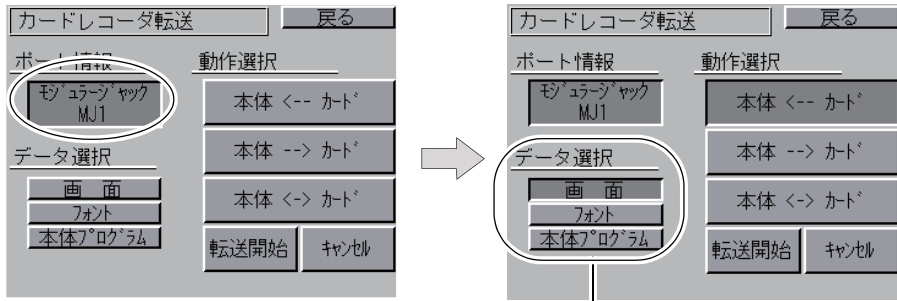 カードレコーダ転送 戻る
ポート情報 動作選択
ﾓｼﾞｭﾗｰｼﾞｬｯｸ
MJ1
本体 <-- ｶｰﾄﾞ
データ選択
本体 --> ｶｰﾄﾞ
画　面
本体 <-> ｶｰﾄﾞ
ﾌｫﾝﾄ
本体ﾌﾟﾛｸﾞﾗﾑ
転送開始 ｷｬﾝｾﾙ
カードレコーダ転送 戻る
ポート情報 動作選択
ﾓｼﾞｭﾗｰｼﾞｬｯｸ
MJ1
本体 <-- ｶｰﾄﾞ
データ選択
本体 --> ｶｰﾄﾞ
画　面
本体 <-> ｶｰﾄﾞ
ﾌｫﾝﾄ
本体ﾌﾟﾛｸﾞﾗﾑ
転送開始 ｷｬﾝｾﾙ